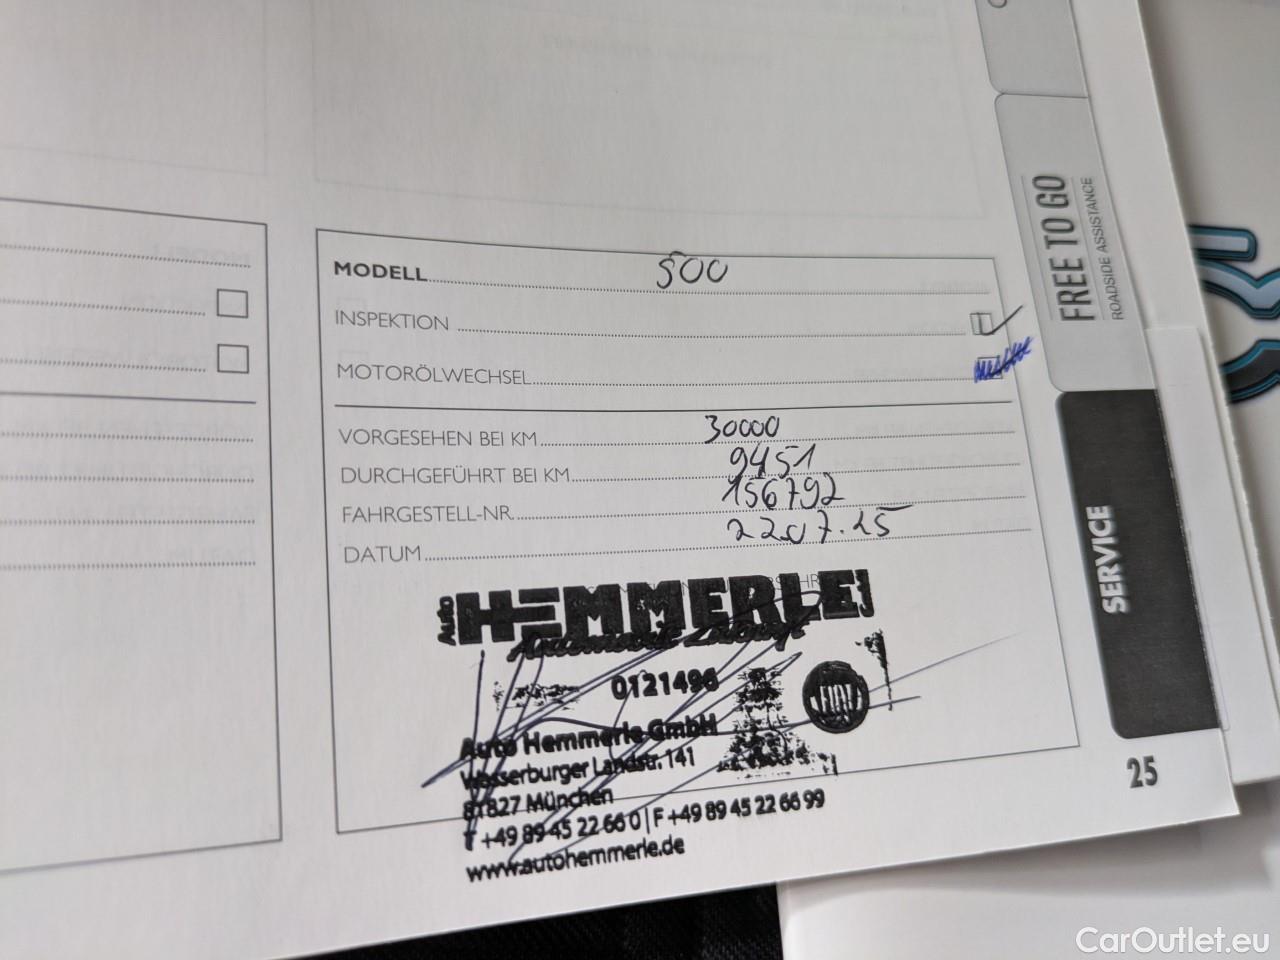 FREE TO GO
ROADSIDE ASSISTANCE
MODELL 500
INSPEKTION
MOTORÖLWECHSEL
VORGESEHEN BEI KM 30000
DURCHGEFÜHRT BEI KM 9451
FAHRGESTELL-NR. 156792
DATUM 22.07.25
SERVICE
Auto HEMMERLE
0121496
FIAT
Auto Hemmerle GmbH
Wasserburger Landstr. 141
81827 München
T +49 89 45 22 66 0 | F +49 89 45 22 66 99
www.autohemmerle.de
25
CarOutlet.eu